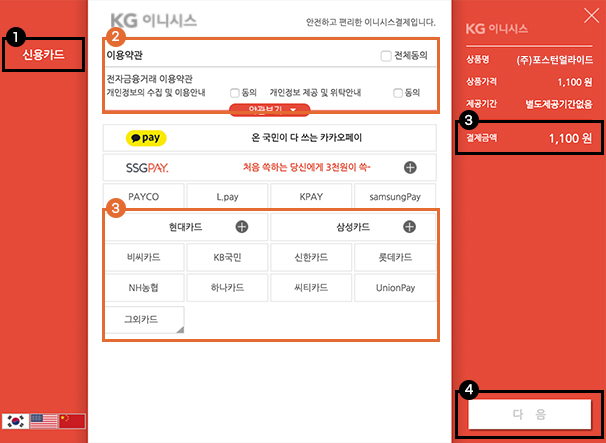 1
신용카드
KG 이니시스
안전하고 편리한 이니시스결제입니다.
2
이용약관
전체동의
전자금융거래 이용약관
개인정보의 수집 및 이용안내
동의
개인정보 제공 및 위탁안내
동의
약관보기
pay
온 국민이 다 쓰는 카카오페이
SSGPAY.
처음 쓱하는 당신에게 3천원이 쓱~
PAYCO
L.pay
KPAY
samsungPay
3
현대카드
삼성카드
비씨카드
KB국민
신한카드
롯데카드
NH농협
하나카드
씨티카드
UnionPay
그외카드
KG 이니시스
상품명
(주)포스턴얼라이드
상품가격
1,100 원
제공기간
별도제공기간없음
3
결제금액
1,100 원
4
다 음